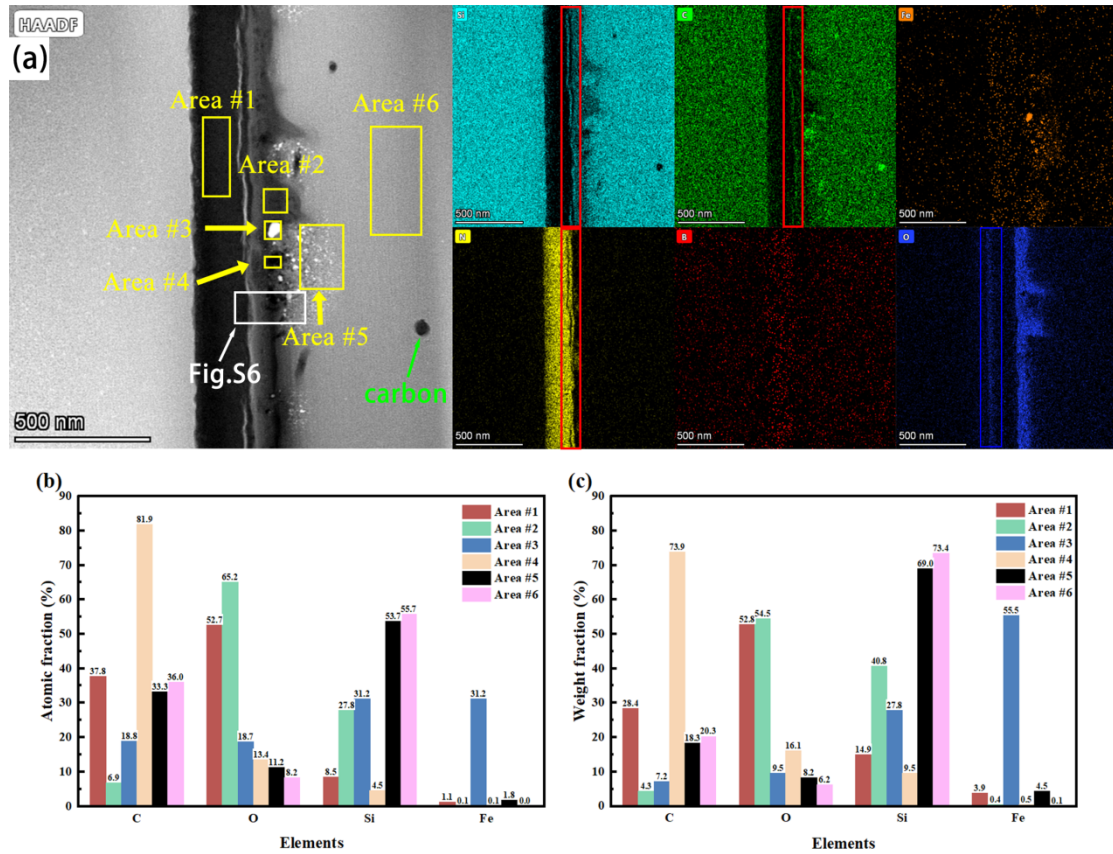 HAADF
(a)
Area #1
Area #6
Area #2
Area #3
Area #4
Area #5
Fig.S6
carbon
500 nm
Si
500 nm
C
500 nm
Fe
500 nm
N
500 nm
B
500 nm
O
500 nm
(b)
Atomic fraction (%)
90
80
70
60
50
40
30
20
10
0
Area #1
Area #2
Area #3
Area #4
Area #5
Area #6
37.8
6.9
18.8
81.9
33.3
36.0
52.7
65.2
18.7
13.4
11.2
8.2
8.5
27.8
31.2
4.5
53.7
55.7
1.1
0.1
31.2
0.1
1.8
0.0
C
O
Si
Fe
Elements
(c)
Weight fraction (%)
90
80
70
60
50
40
30
20
10
0
Area #1
Area #2
Area #3
Area #4
Area #5
Area #6
28.4
4.3
7.2
73.9
18.3
20.3
52.8
54.5
9.5
16.1
8.2
6.2
14.9
40.8
27.8
9.5
69.0
73.4
3.9
0.4
55.5
0.5
4.5
0.1
C
O
Si
Fe
Elements